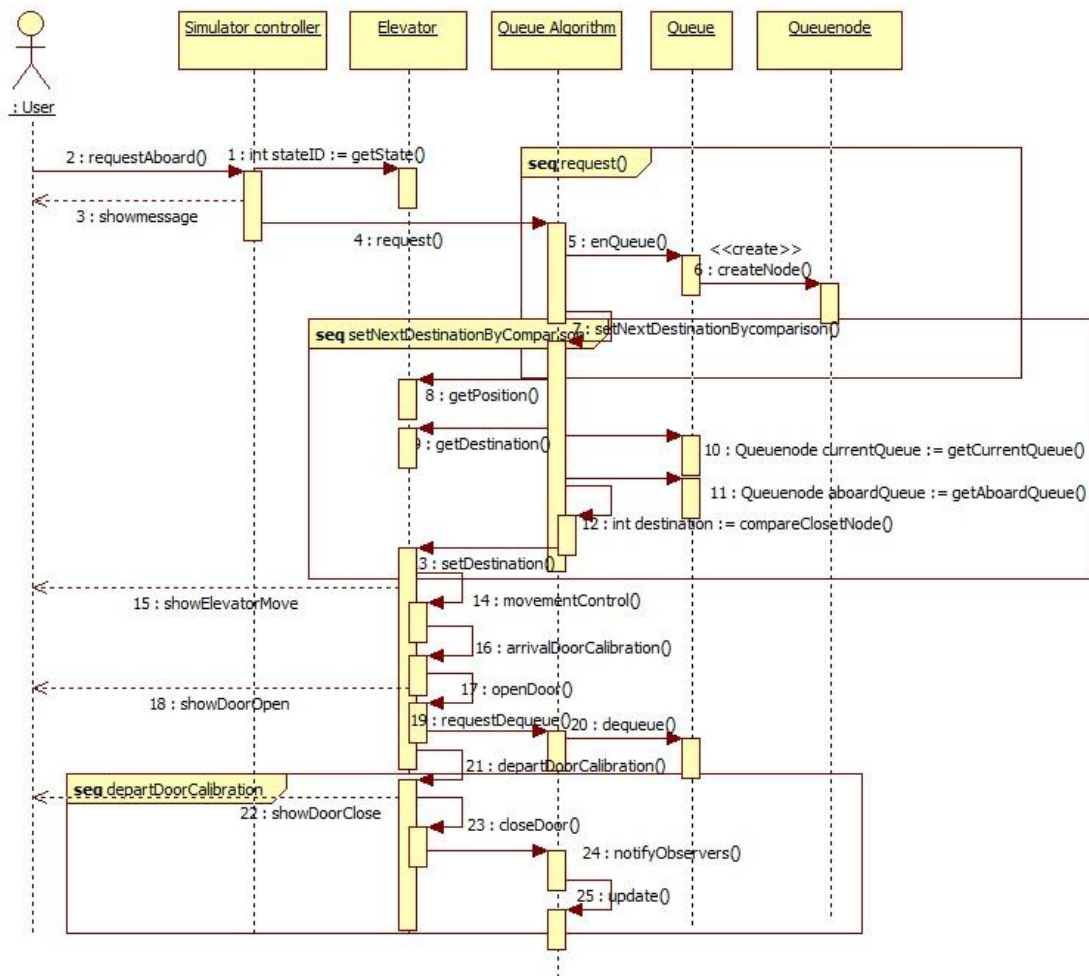 Simulator controller
Elevator
Queue Algorithm
Queue
Queuenode
: User
2 : requestAboard()
1 : int stateID := getState()
seq request()
3 : showmessage
4 : request()
5 : enQueue()
<<create>>
6 : createNode()
seq setNextDestinationByComparison
7 : setNextDestinationBycomparison()
8 : getPosition()
9 : getDestination()
10 : Queuenode currentQueue := getCurrentQueue()
11 : Queuenode aboardQueue := getAboardQueue()
12 : int destination := compareClosetNode()
3 : setDestination()
15 : showElevatorMove
14 : movementControl()
16 : arrivalDoorCalibration()
17 : openDoor()
18 : showDoorOpen
19 : requestDequeue()
20 : dequeue()
21 : departDoorCalibration()
seq departDoorCalibration
22 : showDoorClose
23 : closeDoor()
24 : notifyObservers()
25 : update()